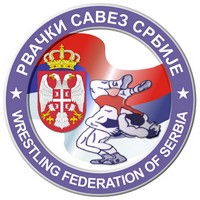 РВАЧКИ САВЕЗ СРБИЈЕ
WRESTLING FEDERATION OF SERBIA